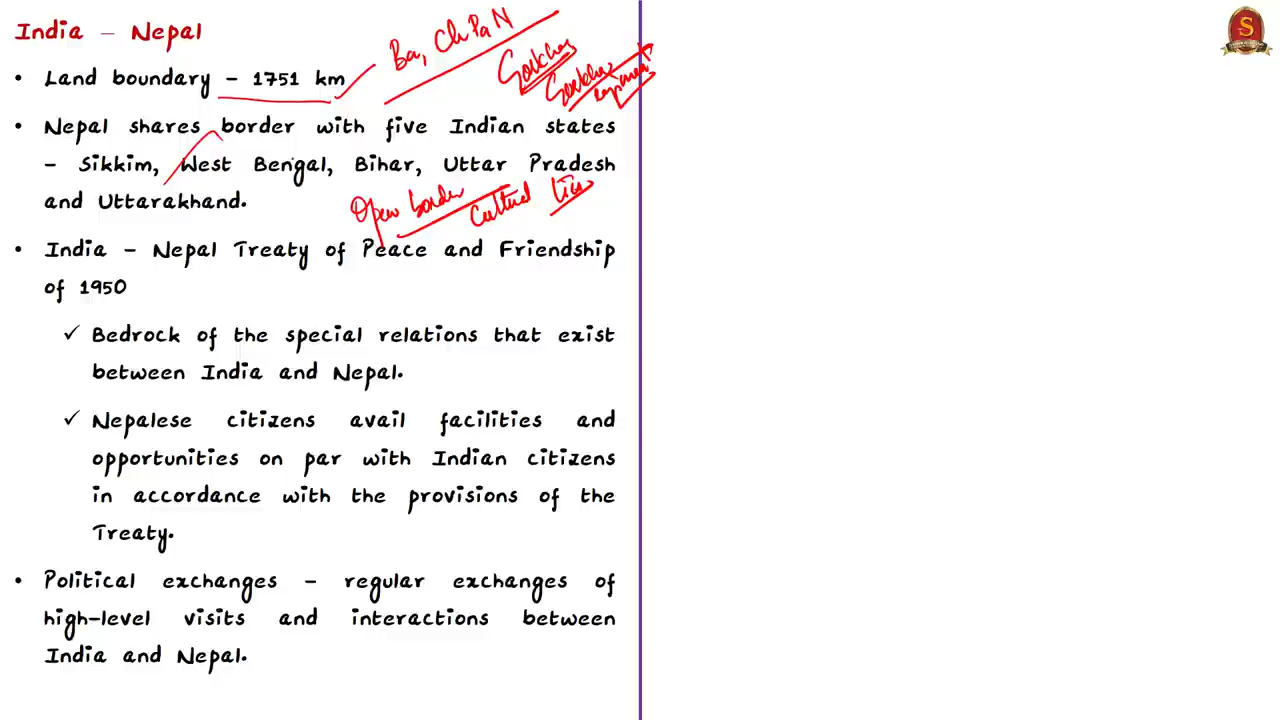 India – Nepal
• Land boundary – 1751 km
Ba, Ch Pa N
Gorkhas
Gorkha
regiment
• Nepal shares border with five Indian states
– Sikkim, West Bengal, Bihar, Uttar Pradesh
and Uttarakhand.
Open border
Cultural ties
• India – Nepal Treaty of Peace and Friendship
of 1950
✓ Bedrock of the special relations that exist
between India and Nepal.
✓ Nepalese citizens avail facilities and
opportunities on par with Indian citizens
in accordance with the provisions of the
Treaty.
• Political exchanges – regular exchanges of
high-level visits and interactions between
India and Nepal.
S